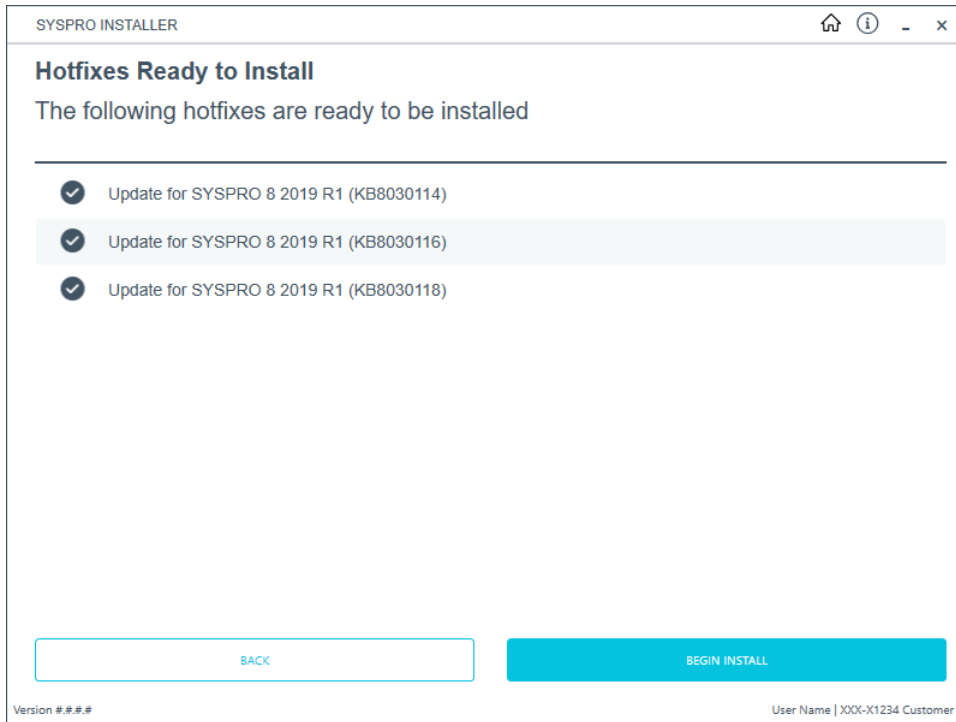 SYSPRO INSTALLER
Hotfixes Ready to Install
The following hotfixes are ready to be installed
Update for SYSPRO 8 2019 R1 (KB8030114)
Update for SYSPRO 8 2019 R1 (KB8030116)
Update for SYSPRO 8 2019 R1 (KB8030118)
BACK
BEGIN INSTALL
Version #.#.#.#
User Name | XXX-X1234 Customer